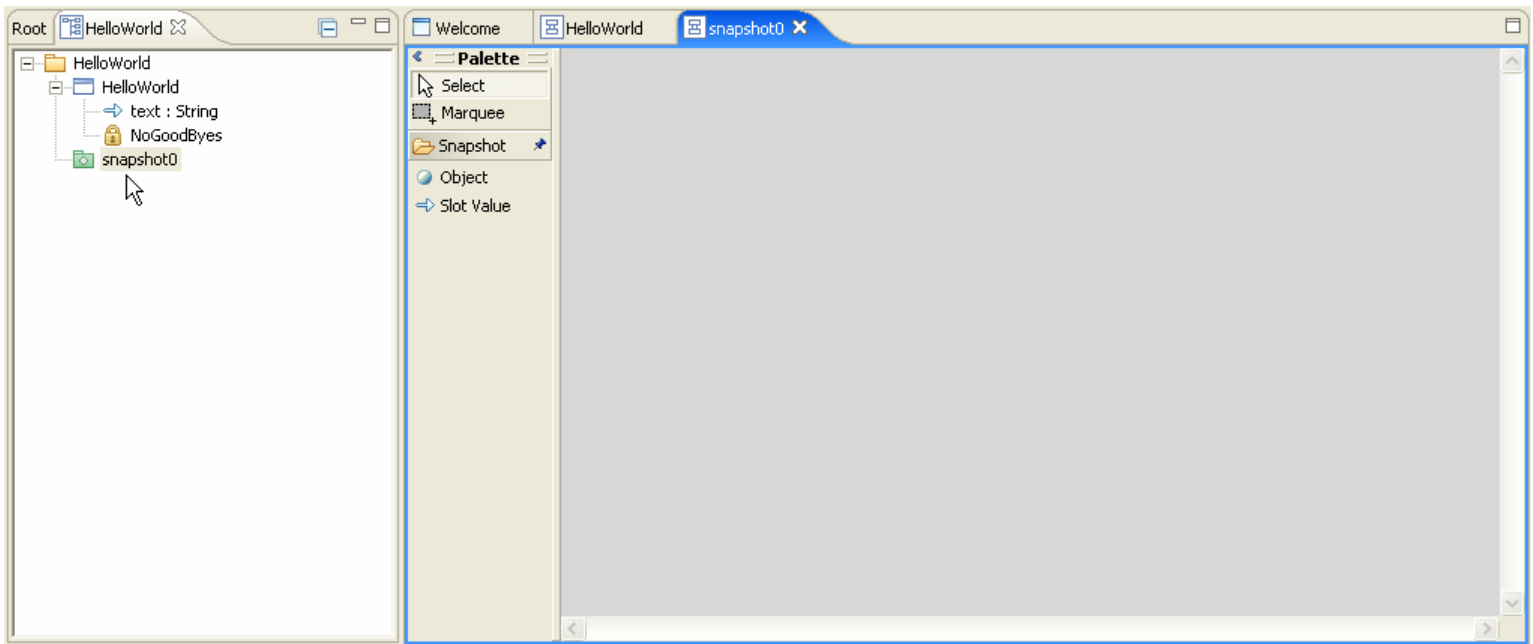 Root HelloWorld
HelloWorld
HelloWorld
text : String
NoGoodByes
snapshot0
Welcome HelloWorld snapshot0
Palette
Select
Marquee
Snapshot
Object
Slot Value